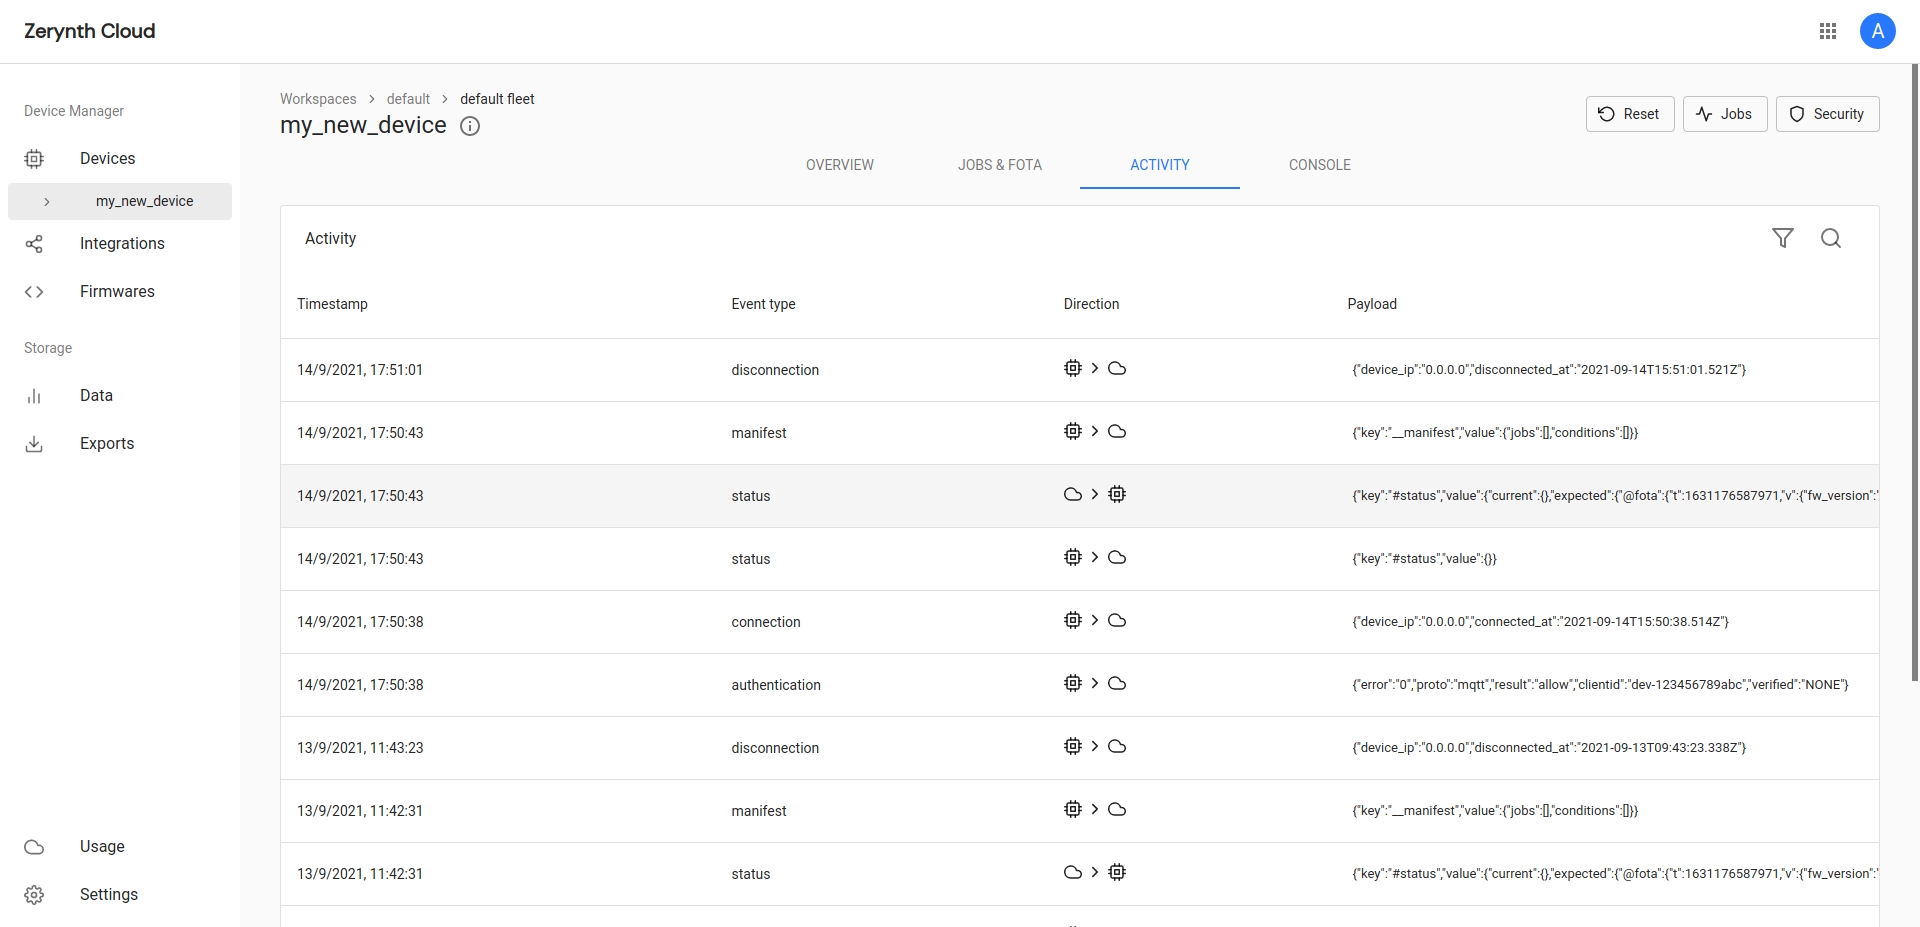 Zerynth Cloud
A
Device Manager
Devices
my_new_device
Integrations
Firmwares
Storage
Data
Exports
Usage
Settings
Workspaces > default > default fleet
my_new_device
Reset Jobs Security
OVERVIEW JOBS & FOTA ACTIVITY CONSOLE
Activity
Timestamp Event type Direction Payload
14/9/2021, 17:51:01 disconnection {"device_ip":"0.0.0.0","disconnected_at":"2021-09-14T15:51:01.521Z"}
14/9/2021, 17:50:43 manifest {"key":"__manifest","value":{"jobs":[],"conditions":[]}}
14/9/2021, 17:50:43 status {"key":"#status","value":{"current":{},"expected":{"@fota":{"t":1631176587971,"v":{"fw_version":"
14/9/2021, 17:50:43 status {"key":"#status","value":{}}
14/9/2021, 17:50:38 connection {"device_ip":"0.0.0.0","connected_at":"2021-09-14T15:50:38.514Z"}
14/9/2021, 17:50:38 authentication {"error":"0","proto":"mqtt","result":"allow","clientid":"dev-123456789abc","verified":"NONE"}
13/9/2021, 11:43:23 disconnection {"device_ip":"0.0.0.0","disconnected_at":"2021-09-13T09:43:23.338Z"}
13/9/2021, 11:42:31 manifest {"key":"__manifest","value":{"jobs":[],"conditions":[]}}
13/9/2021, 11:42:31 status {"key":"#status","value":{"current":{},"expected":{"@fota":{"t":1631176587971,"v":{"fw_version":"